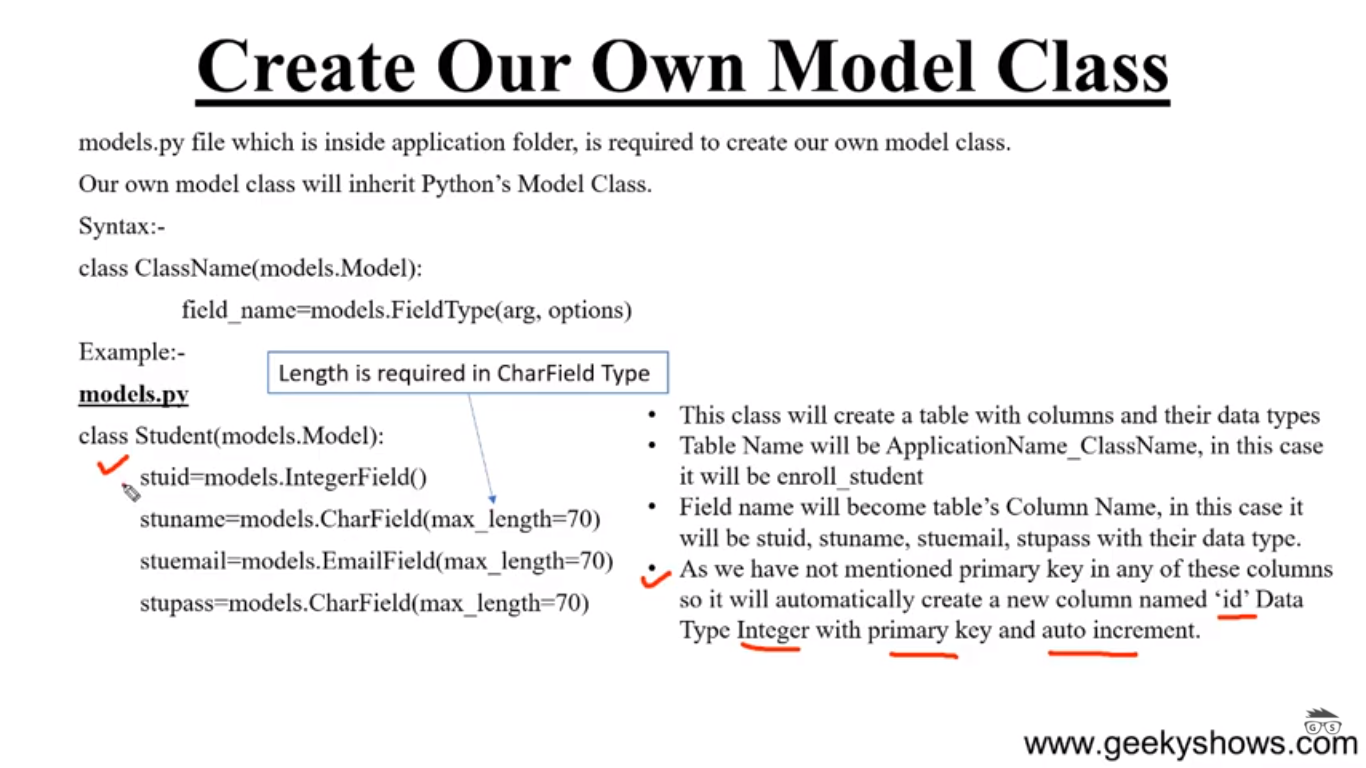 Create Our Own Model Class
models.py file which is inside application folder, is required to create our own model class.
Our own model class will inherit Python’s Model Class.
Syntax:-
class ClassName(models.Model):
field_name=models.FieldType(arg, options)
Example:-
Length is required in CharField Type
models.py
class Student(models.Model):
stuid=models.IntegerField()
stuname=models.CharField(max_length=70)
stuemail=models.EmailField(max_length=70)
stupass=models.CharField(max_length=70)
• This class will create a table with columns and their data types
• Table Name will be ApplicationName_ClassName, in this case
it will be enroll_student
• Field name will become table’s Column Name, in this case it
will be stuid, stuname, stuemail, stupass with their data type.
• As we have not mentioned primary key in any of these columns
so it will automatically create a new column named ‘id’ Data
Type Integer with primary key and auto increment.
G S
www.geekyshows.com